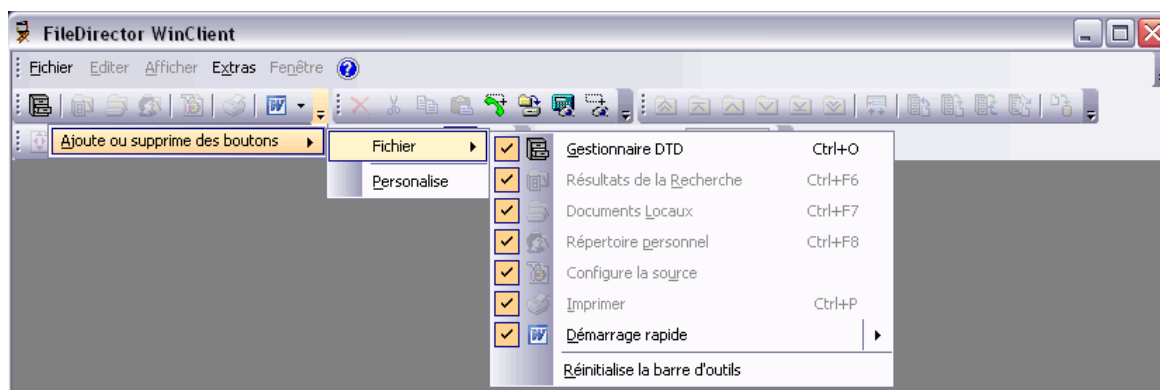 FileDirector WinClient
Fichier Editer Afficher Extras Fenêtre
Ajoute ou supprime des boutons
Fichier
Personalise
Gestionnaire DTD Ctrl+O
Résultats de la Recherche Ctrl+F6
Documents Locaux Ctrl+F7
Répertoire personnel Ctrl+F8
Configure la source
Imprimer Ctrl+P
Démarrage rapide
Réinitialise la barre d'outils